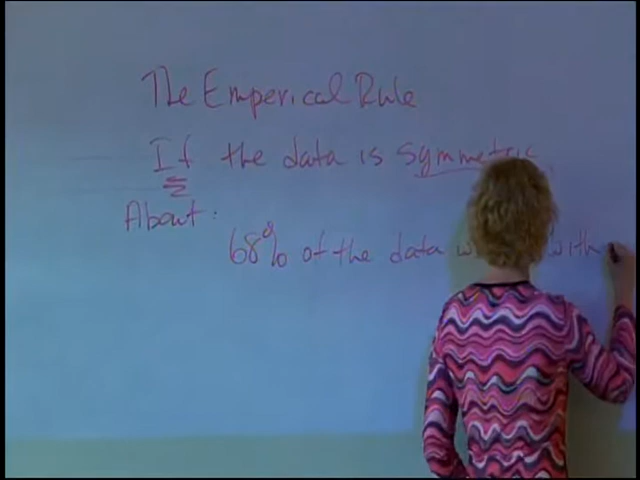 The Emperical Rule
If the data is symmetric
About:
68% of the data with